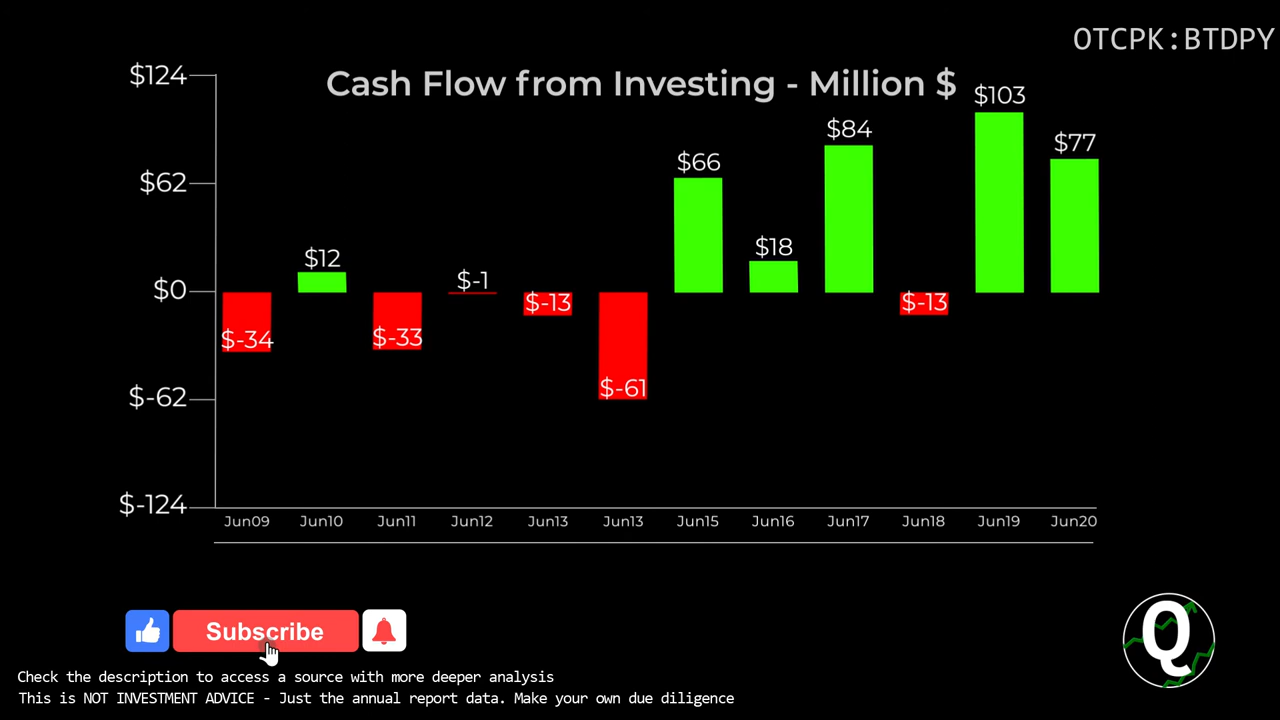 OTCPK:BTDPY
Cash Flow from Investing - Million $
$124
$62
$0
$-62
$-124
$-34
$12
$-33
$-1
$-13
$-61
$66
$18
$84
$-13
$103
$77
Jun09 Jun10 Jun11 Jun12 Jun13 Jun13 Jun15 Jun16 Jun17 Jun18 Jun19 Jun20
Subscribe
Q
Check the description to access a source with more deeper analysis
This is NOT INVESTMENT ADVICE - Just the annual report data. Make your own due diligence